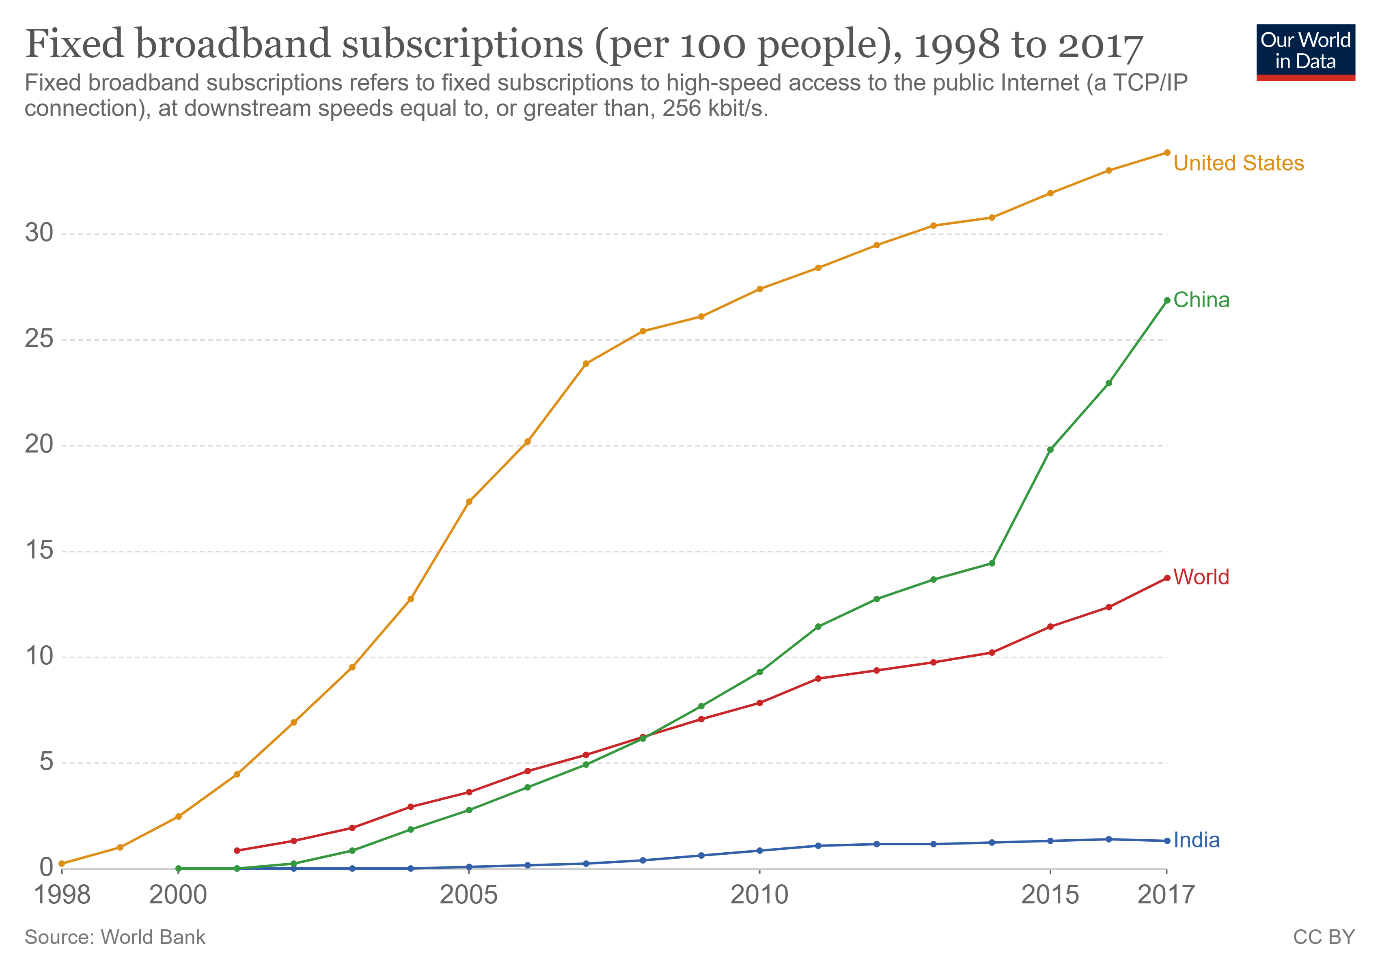 Fixed broadband subscriptions (per 100 people), 1998 to 2017
Our World
in Data
Fixed broadband subscriptions refers to fixed subscriptions to high-speed access to the public Internet (a TCP/IP
connection), at downstream speeds equal to, or greater than, 256 kbit/s.
United States
30
China
25
20
15
World
10
5
India
0
1998
2000
2005
2010
2015
2017
Source: World Bank
CC BY